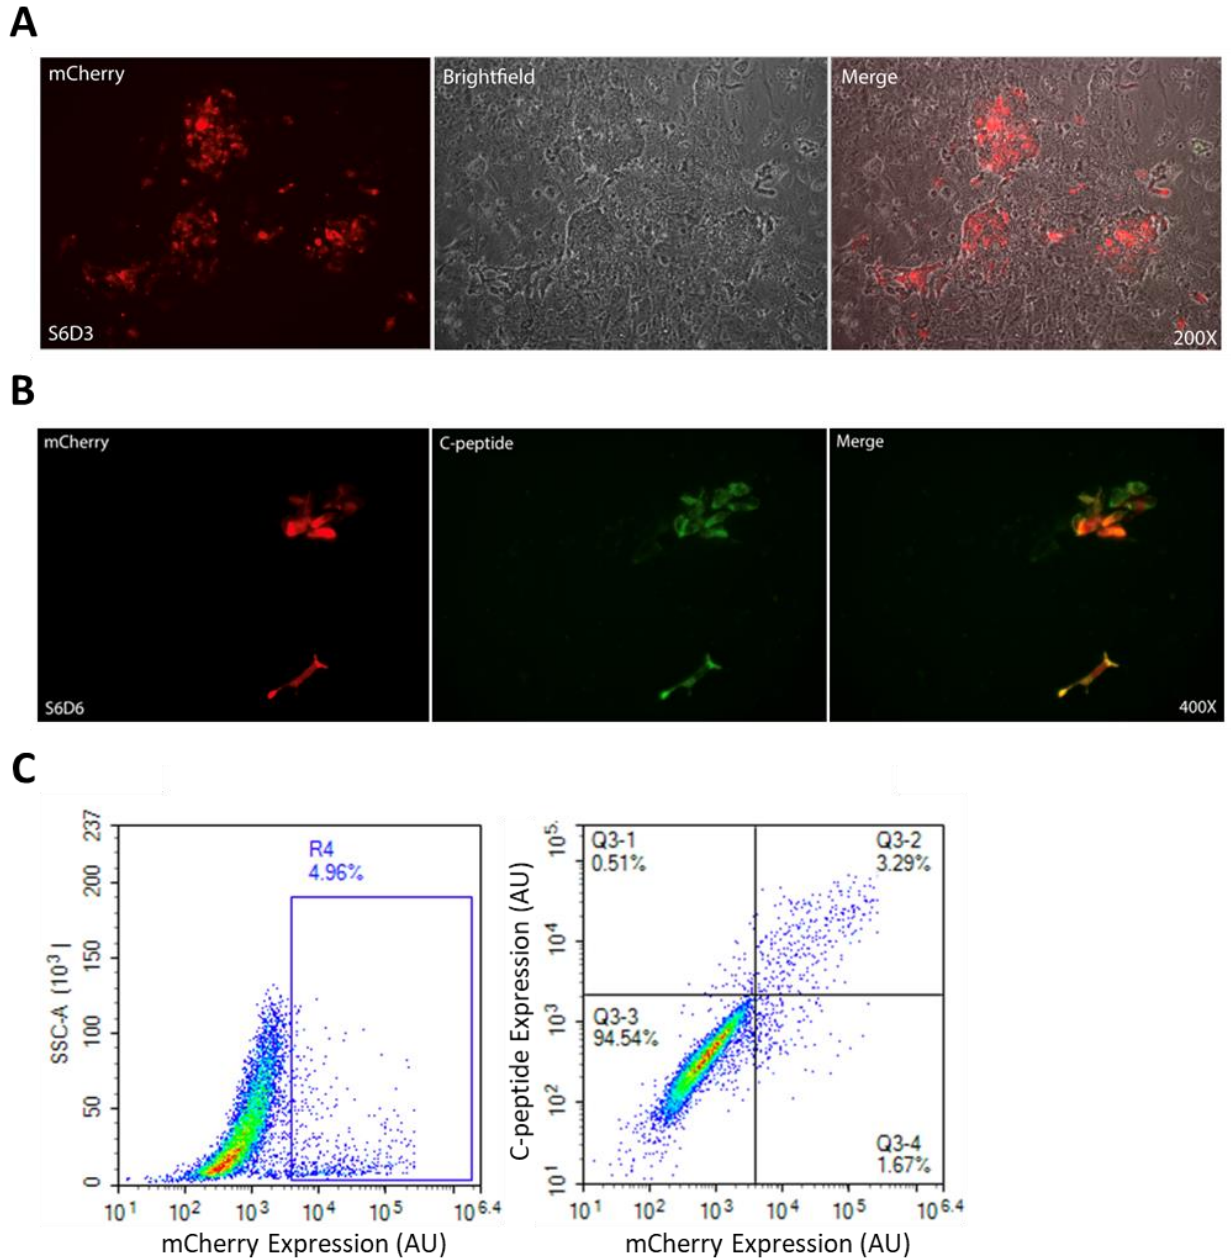 A
mCherry
Brightfield
Merge
S6D3
200X
B
mCherry
C-peptide
Merge
S6D6
400X
C
237
200
150
100
50
0
SSC-A (10³)
R4
4.96%
10¹ 10² 10³ 10⁴ 10⁵ 10⁶·⁴
mCherry Expression (AU)
10⁵·
10⁴
10³
10²
10¹
C-peptide Expression (AU)
Q3-1
0.51%
Q3-2
3.29%
Q3-3
94.54%
Q3-4
1.67%
10¹ 10² 10³ 10⁴ 10⁵ 10⁶·⁴
mCherry Expression (AU)